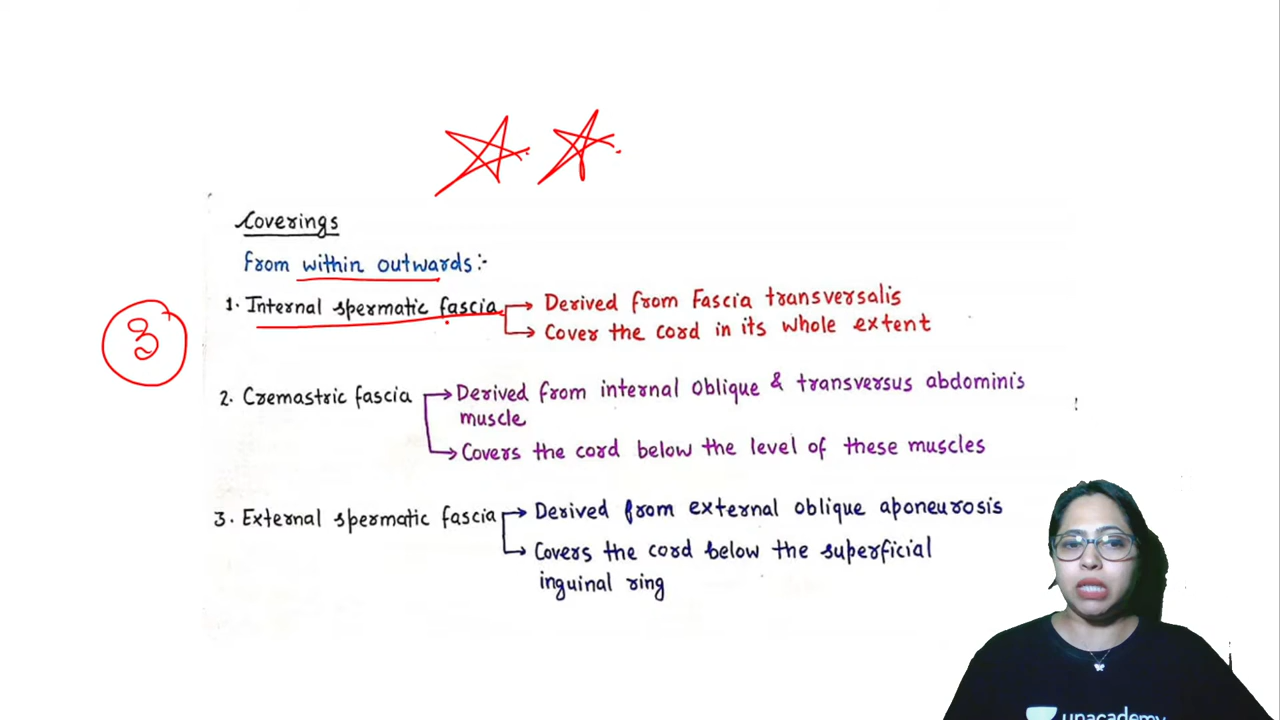 Coverings
from within outwards:-
1. Internal spermatic fascia → Derived from Fascia transversalis
→ Cover the cord in its whole extent
3
2. Cremastric fascia → Derived from internal oblique & transversus abdominis
muscle
→ Covers the cord below the level of these muscles
3. External spermatic fascia → Derived from external oblique aponeurosis
→ Covers the cord below the superficial
inguinal ring
unacademy